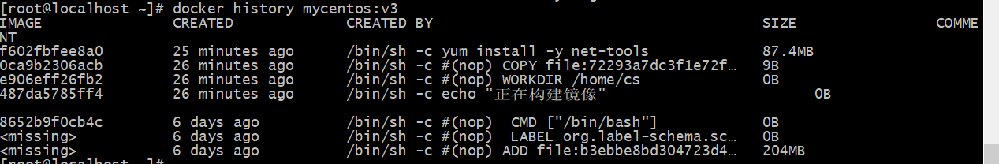 [root@localhost ~]# docker history mycentos:v3
IMAGE CREATED CREATED BY SIZE COMME
NT
f602fbfee8a0 25 minutes ago /bin/sh -c yum install -y net-tools 87.4MB
0ca9b2306acb 26 minutes ago /bin/sh -c #(nop) COPY file:72293a7dc3f1e72f… 9B
e906eff26fb2 26 minutes ago /bin/sh -c #(nop) WORKDIR /home/cs 0B
487da5785ff4 26 minutes ago /bin/sh -c echo "正在构建镜像" 0B
8652b9f0cb4c 6 days ago /bin/sh -c #(nop) CMD ["/bin/bash"] 0B
<missing> 6 days ago /bin/sh -c #(nop) LABEL org.label-schema.sc… 0B
<missing> 6 days ago /bin/sh -c #(nop) ADD file:b3ebbe8bd304723d4… 204MB
[root@localhost ~]#